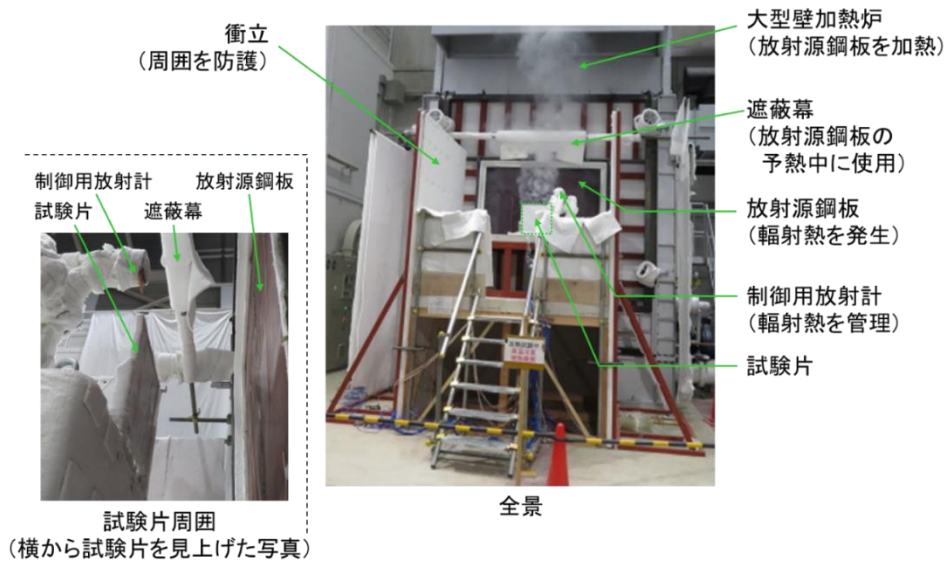 衝立
(周囲を防護)
大型壁加熱炉
(放射源鋼板を加熱)
遮蔽幕
(放射源鋼板の
予熱中に使用)
放射源鋼板
(輻射熱を発生)
制御用放射計
(輻射熱を管理)
試験片
全景
制御用放射計
試験片
遮蔽幕
放射源鋼板
試験片周囲
(横から試験片を見上げた写真)